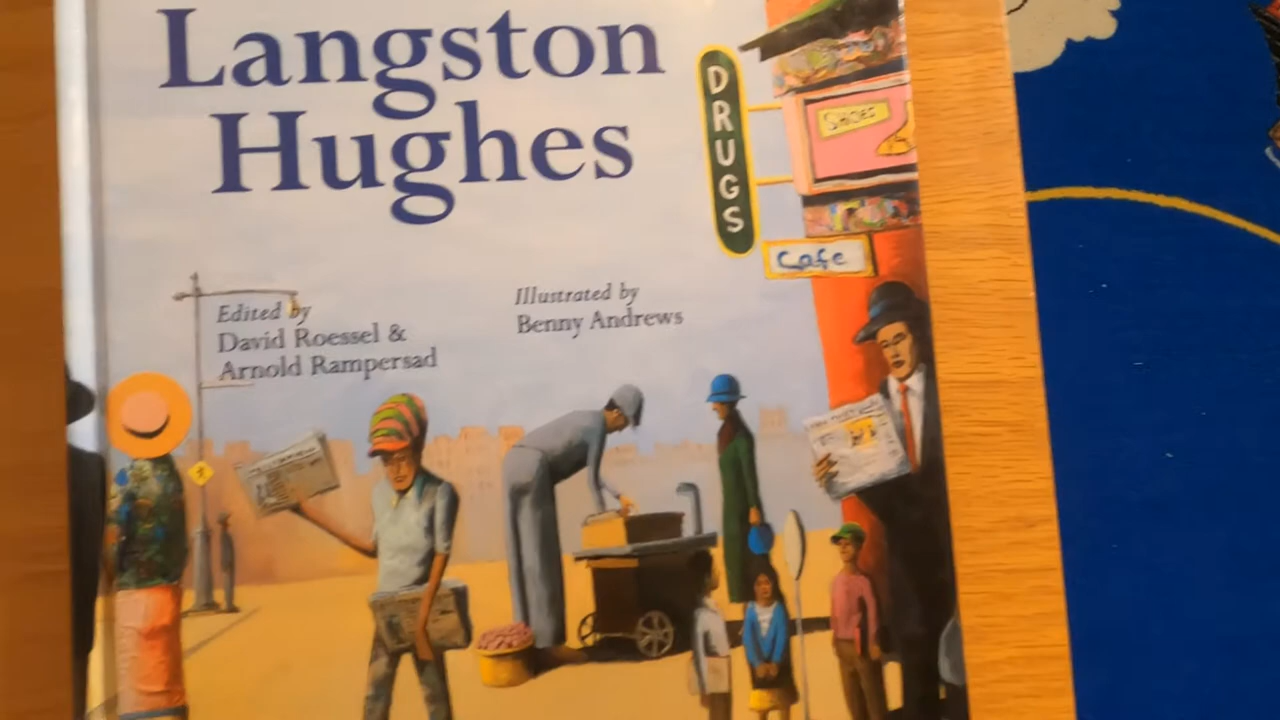 Langston
Hughes
DRUGS
SHOES
Cafe
Edited by
David Roessel &
Arnold Rampersad
Illustrated by
Benny Andrews